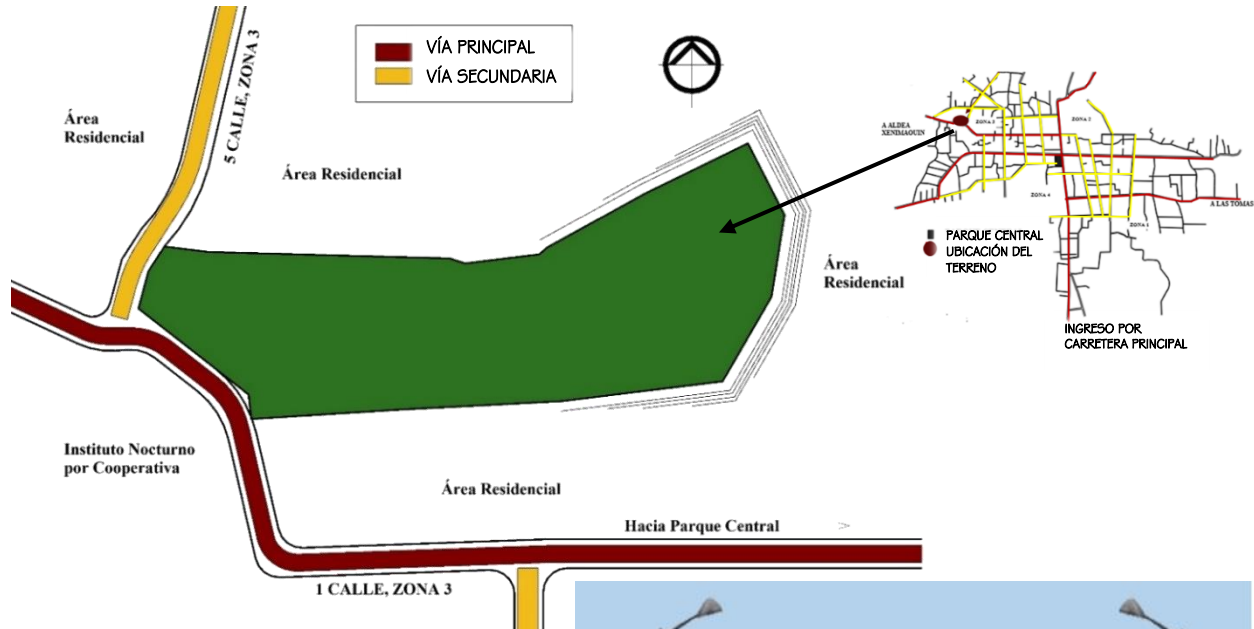 VÍA PRINCIPAL
VÍA SECUNDARIA
5 CALLE, ZONA 3
Área
Residencial
Área Residencial
A ALDEA
XENIMAQUIN
ZONA 3
ZONA 2
ZONA 4
ZONA 1
A LAS TOMAS
PARQUE CENTRAL
UBICACIÓN DEL
TERRENO
INGRESO POR
CARRETERA PRINCIPAL
Área
Residencial
Instituto Nocturno
por Cooperativa
Área Residencial
Hacia Parque Central
1 CALLE, ZONA 3